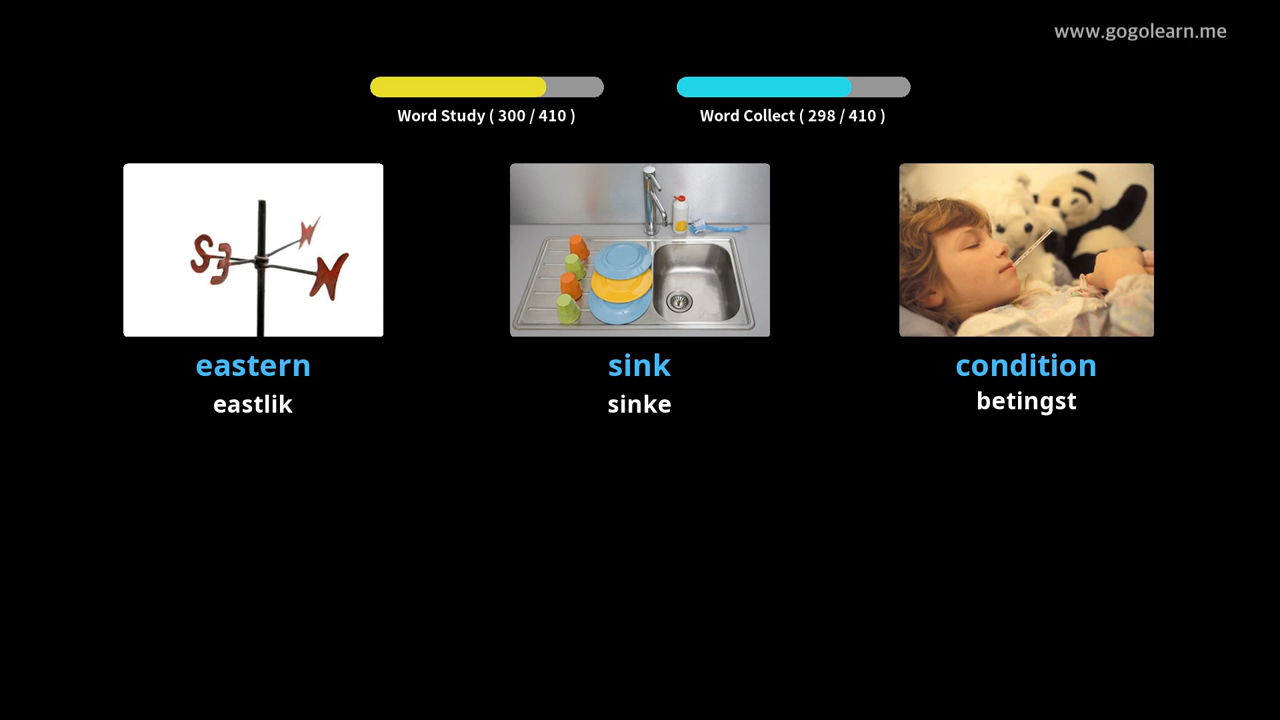 www.gogolearn.me
Word Study ( 300 / 410 )
Word Collect ( 298 / 410 )
S E N N
eastern
sink
condition
eastlik
sinke
betingst